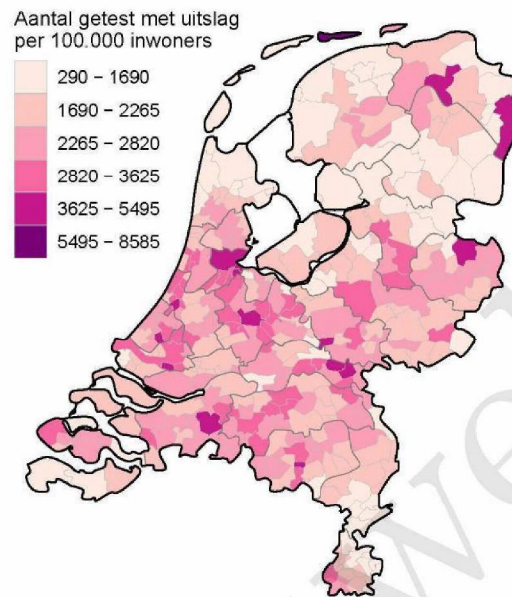 Aantal getest met uitslag
per 100.000 inwoners
290 – 1690
1690 – 2265
2265 – 2820
2820 – 3625
3625 – 5495
5495 – 8585